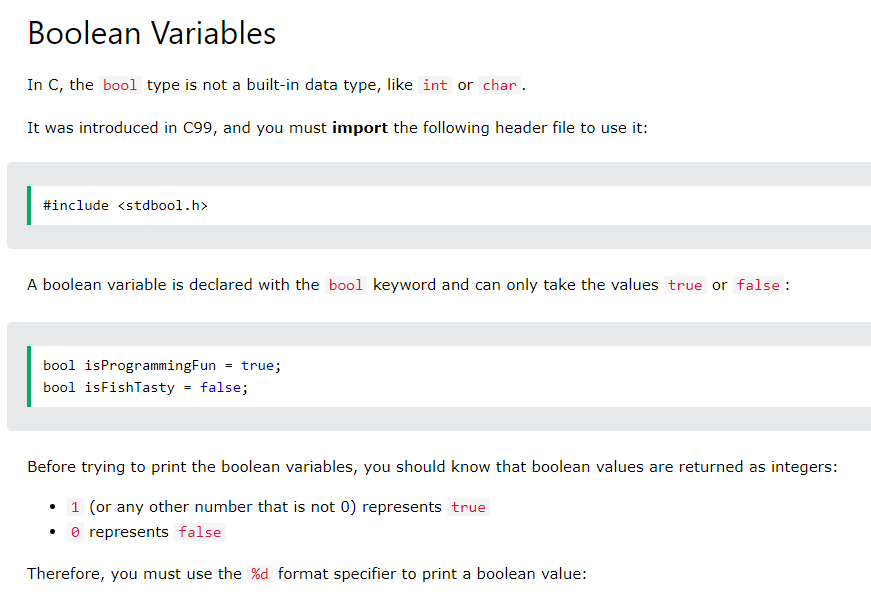 Boolean Variables
In C, the bool type is not a built-in data type, like int or char.
It was introduced in C99, and you must import the following header file to use it:
#include <stdbool.h>
A boolean variable is declared with the bool keyword and can only take the values true or false:
bool isProgrammingFun = true;
bool isFishTasty = false;
Before trying to print the boolean variables, you should know that boolean values are returned as integers:
• 1 (or any other number that is not 0) represents true
• 0 represents false
Therefore, you must use the %d format specifier to print a boolean value: